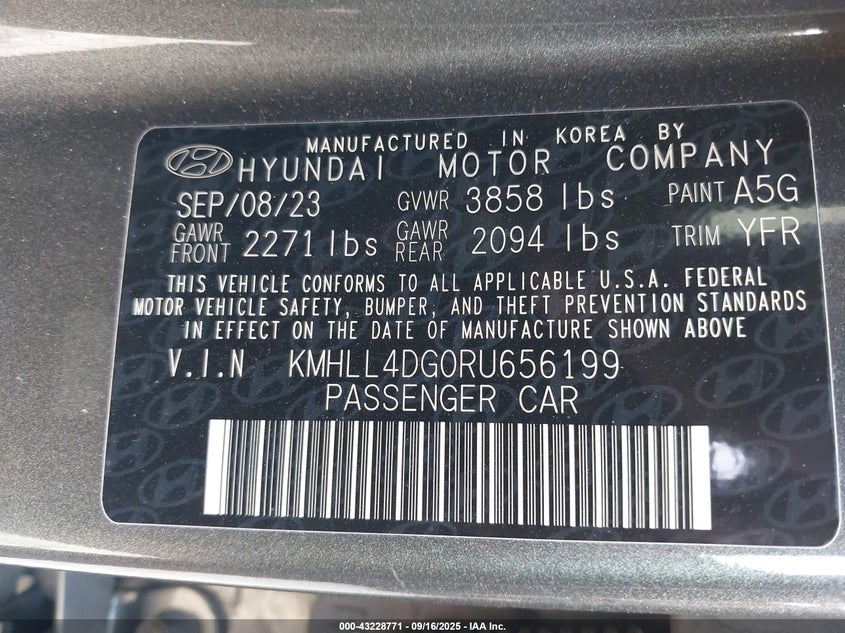 MANUFACTURED IN KOREA BY
HYUNDAI MOTOR COMPANY
SEP/08/23 GVWR 3858 lbs PAINT A5G
GAWR FRONT 2271 lbs GAWR REAR 2094 lbs TRIM YFR
THIS VEHICLE CONFORMS TO ALL APPLICABLE U.S.A. FEDERAL
MOTOR VEHICLE SAFETY, BUMPER, AND THEFT PREVENTION STANDARDS
IN EFFECT ON THE DATE OF MANUFACTURE SHOWN ABOVE
V.I.N KMHLL4DG0RU656199
PASSENGER CAR
000-43228771 - 09/16/2025 - IAA Inc.